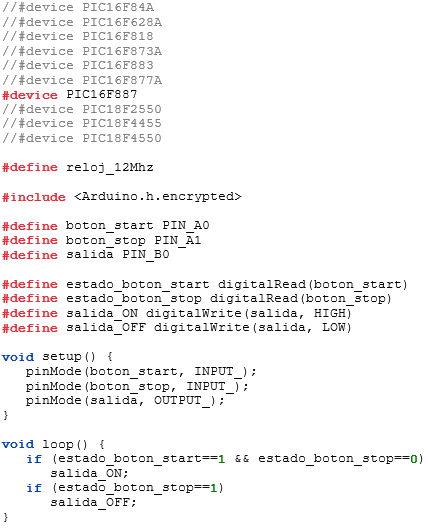 //#device PIC16F84A
//#device PIC16F628A
//#device PIC16F818
//#device PIC16F873A
//#device PIC16F883
//#device PIC16F877A
#device PIC16F887
//#device PIC18F2550
//#device PIC18F4455
//#device PIC18F4550

#define reloj_12Mhz

#include <Arduino.h.encrypted>

#define boton_start PIN_A0
#define boton_stop PIN_A1
#define salida PIN_B0

#define estado_boton_start digitalRead(boton_start)
#define estado_boton_stop digitalRead(boton_stop)
#define salida_ON digitalWrite(salida, HIGH)
#define salida_OFF digitalWrite(salida, LOW)

void setup() {
   pinMode(boton_start, INPUT_);
   pinMode(boton_stop, INPUT_);
   pinMode(salida, OUTPUT_);
}

void loop() {
   if (estado_boton_start==1 && estado_boton_stop==0)
      salida_ON;
   if (estado_boton_stop==1)
      salida_OFF;
}